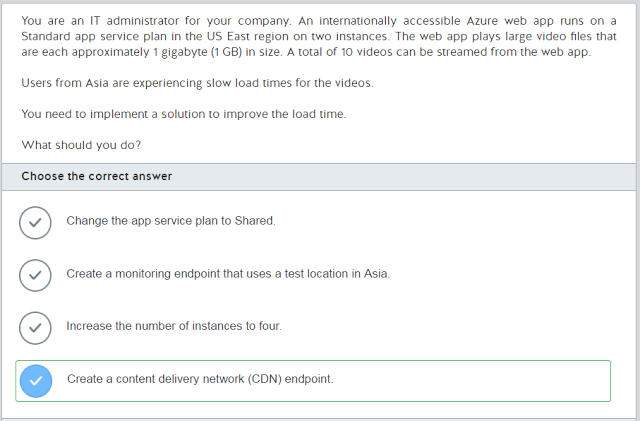 You are an IT administrator for your company. An internationally accessible Azure web app runs on a
Standard app service plan in the US East region on two instances. The web app plays large video files that
are each approximately 1 gigabyte (1 GB) in size. A total of 10 videos can be streamed from the web app.
Users from Asia are experiencing slow load times for the videos.
You need to implement a solution to improve the load time.
What should you do?
Choose the correct answer
Change the app service plan to Shared.
Create a monitoring endpoint that uses a test location in Asia.
Increase the number of instances to four.
Create a content delivery network (CDN) endpoint.